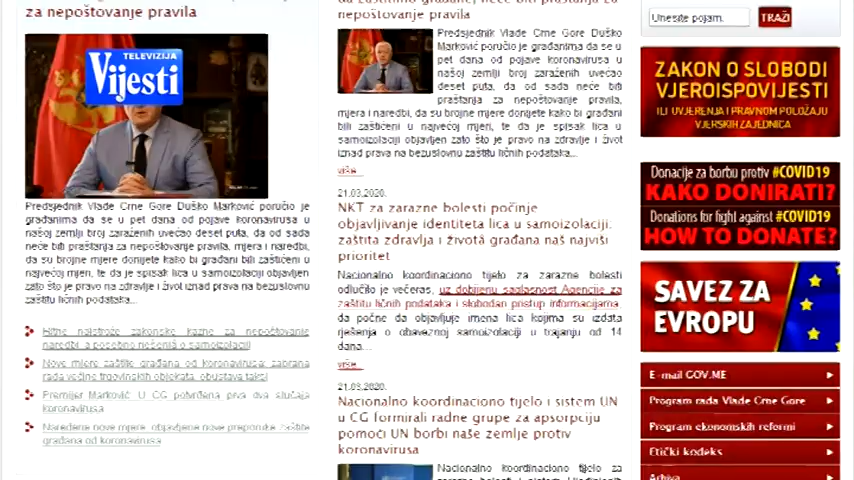 za nepoštovanje pravila
TELEVIZIJA
Vijesti
Predsjednik Vlade Crne Gore Duško Marković poručio je
građanima da se u pet dana od pojave koronavirusa u
našoj zemlji broj zaraženih uvećao deset puta, da od sada
neće biti praštanja za nepoštovanje pravila, mjera i naredbi,
da su brojne mjere donijete kako bi građani bili zaštićeni u
najvećoj mjeri, te da je spisak lica u samoizolaciji objavljen
zato što je pravo na zdravlje i život iznad prava na bezuslovnu
zaštitu ličnih podataka...
Hitne najstrože zakonske kazne za nepoštovanje
naredbi, a posebno rješenja o samoizolaciji
Nove mjere zaštite građana od koronavirusa: zabrana
rada većine trgovinskih objekata, obustava taksi
Premijer Marković: U CG potvrđena prva dva slučaja
koronavirusa
Naređene nove mjere, objavljene nove preporuke zaštite
građana od koronavirusa
za nepoštovanje pravila
Predsjednik Vlade Crne Gore Duško
Marković poručio je građanima da se u
pet dana od pojave koronavirusa u
našoj zemlji broj zaraženih uvećao
deset puta, da od sada neće biti
praštanja za nepoštovanje pravila,
mjera i naredbi, da su brojne mjere donijete kako bi građani
bili zaštićeni u najvećoj mjeri, te da je spisak lica u
samoizolaciji objavljen zato što je pravo na zdravlje i život
iznad prava na bezuslovnu zaštitu ličnih podataka...
više...
21.03.2020.
NKT za zarazne bolesti počinje
objavljivanje identiteta lica u samoizolaciji:
zaštita zdravlja i života građana naš najviši
prioritet
Nacionalno koordinaciono tijelo za zarazne bolesti
odlučilo je večeras, uz dobijenu saglasnost Agencije za
zaštitu ličnih podataka i slobodan pristup informacijama,
da počne da objavljuje imena lica kojima su izdata
rješenja o obaveznoj samoizolaciji u trajanju od 14
dana...
više...
21.03.2020.
Nacionalno koordinaciono tijelo i sistem UN
u CG formirali radne grupe za apsorpciju
pomoći UN borbi naše zemlje protiv
koronavirusa
Nacionalno koordinaciono tijelo za
Unesite pojam.
TRAŽI
ZAKON O SLOBODI
VJEROISPOVIJESTI
ILI UVJERENJA I PRAVNOM POLOŽAJU
VJERSKIH ZAJEDNICA
Donacije za borbu protiv #COVID19
KAKO DONIRATI?
Donations for fight against #COVID19
HOW TO DONATE?
SAVEZ ZA
EVROPU
E-mail GOV.ME
Program rada Vlade Crne Gore
Program ekonomskih reformi
Etički kodeks
Arhiva